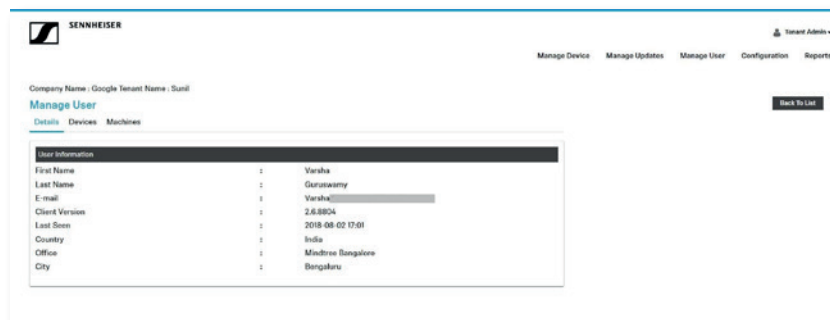 SENNHEISER
Tenant Admin
Manage Device Manage Updates Manage User Configuration Reports
Company Name : Google Tenant Name : Sunil
Manage User
Back To List
Details Devices Machines
User Information
First Name : Varsha
Last Name : Guruswamy
E-mail : Varsha
Client Version : 2.6.8804
Last Seen : 2018-08-02 17:01
Country : India
Office : Mindtree Bangalore
City : Bengaluru